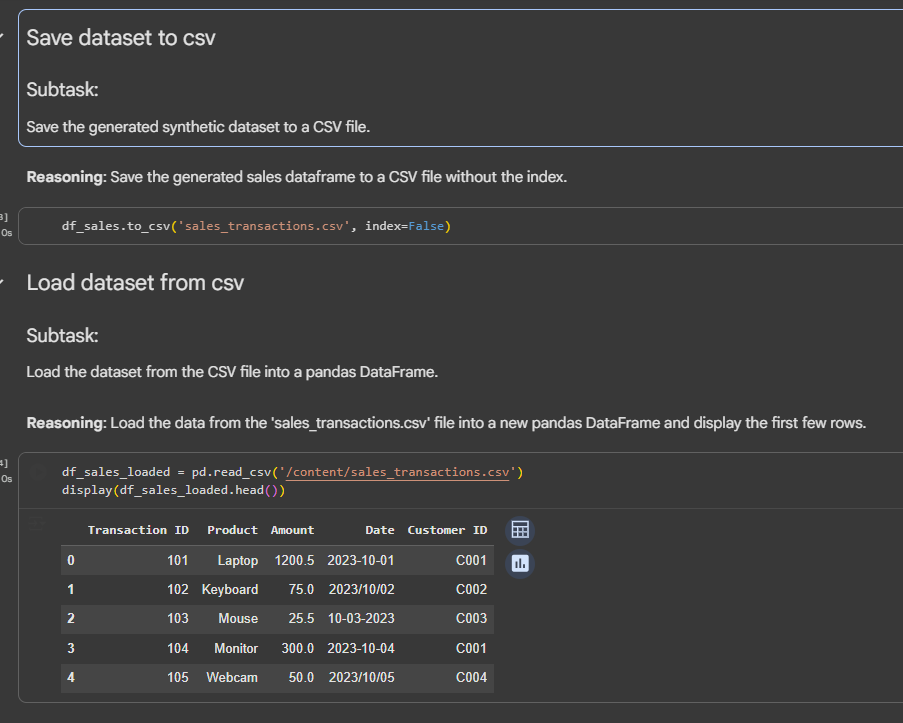 Save dataset to csv
Subtask:
Save the generated synthetic dataset to a CSV file.
Reasoning: Save the generated sales dataframe to a CSV file without the index.
3]
0s
df_sales.to_csv('sales_transactions.csv', index=False)
Load dataset from csv
Subtask:
Load the dataset from the CSV file into a pandas DataFrame.
Reasoning: Load the data from the 'sales_transactions.csv' file into a new pandas DataFrame and display the first few rows.
4]
0s
df_sales_loaded = pd.read_csv('/content/sales_transactions.csv')
display(df_sales_loaded.head())
Transaction ID Product Amount Date Customer ID
0 101 Laptop 1200.5 2023-10-01 C001
1 102 Keyboard 75.0 2023/10/02 C002
2 103 Mouse 25.5 10-03-2023 C003
3 104 Monitor 300.0 2023-10-04 C001
4 105 Webcam 50.0 2023/10/05 C004